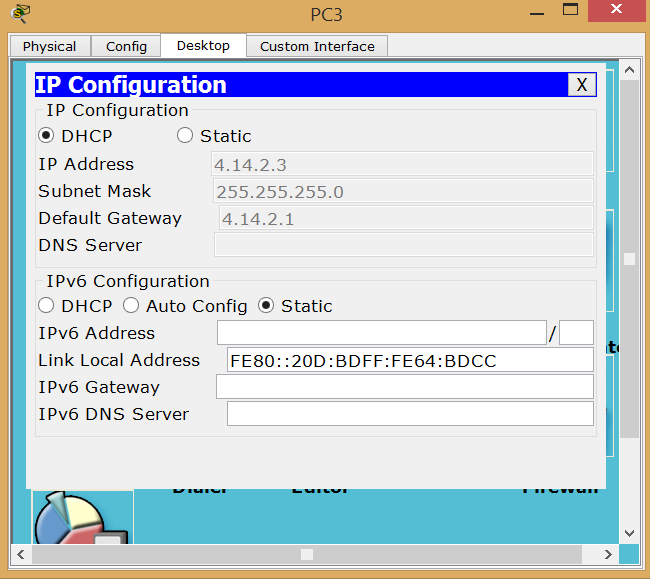 PC3
Physical Config Desktop Custom Interface
IP Configuration X
IP Configuration
DHCP Static
IP Address 4.14.2.3
Subnet Mask 255.255.255.0
Default Gateway 4.14.2.1
DNS Server
IPv6 Configuration
DHCP Auto Config Static
IPv6 Address /
Link Local Address FE80::20D:BDFF:FE64:BDCC
IPv6 Gateway
IPv6 DNS Server
Dialer Editor Firewall